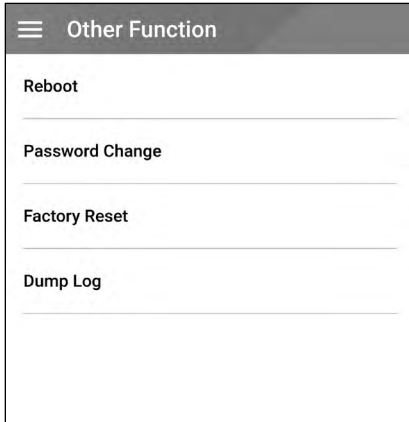 Other Function
Reboot
Password Change
Factory Reset
Dump Log